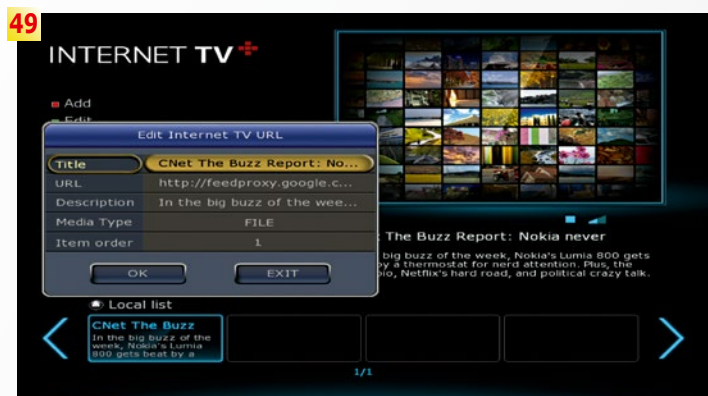 49
INTERNET TV+
Add
Edit
Edit Internet TV URL
Title CNet The Buzz Report: No...
URL http://feedproxy.google.c...
Description In the big buzz of the wee...
Media Type FILE
Item order 1
OK EXIT
The Buzz Report: Nokia never
big buzz of the week, Nokia's Lumia 800 gets
by a thermostat for nerd attention. Plus, the
Netflix's hard road, and political crazy talk.
Local list
CNet The Buzz
In the big buzz of the
week, Nokia's Lumia
800 gets beat by a
1/1